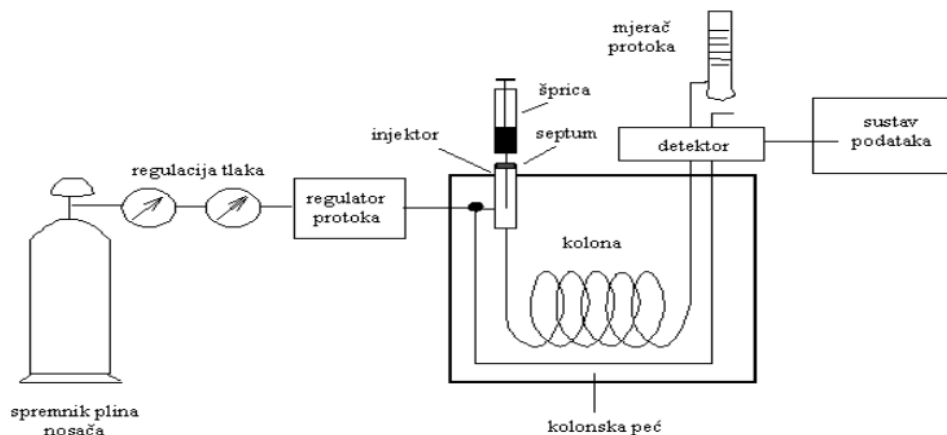 mjerač
protoka
šprica
injektor
septum
detektor
sustav
podataka
regulacija tlaka
regulator
protoka
kolona
spremnik plina
nosača
kolonska peć